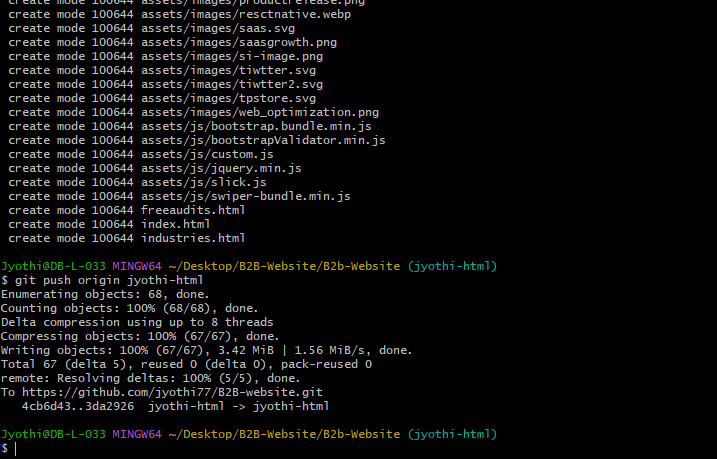 create mode 100644 assets/images/productrelease.png
create mode 100644 assets/images/resctnative.webp
create mode 100644 assets/images/saas.svg
create mode 100644 assets/images/saasgrowth.png
create mode 100644 assets/images/si-image.png
create mode 100644 assets/images/tiwtter.svg
create mode 100644 assets/images/tiwtter2.svg
create mode 100644 assets/images/tpstore.svg
create mode 100644 assets/images/web_optimization.png
create mode 100644 assets/js/bootstrap.bundle.min.js
create mode 100644 assets/js/bootstrapValidator.min.js
create mode 100644 assets/js/custom.js
create mode 100644 assets/js/jquery.min.js
create mode 100644 assets/js/slick.js
create mode 100644 assets/js/swiper-bundle.min.js
create mode 100644 freeaudits.html
create mode 100644 index.html
create mode 100644 industries.html
Jyothi@DB-L-033 MINGW64 ~/Desktop/B2B-Website/B2b-Website (jyothi-html)
$ git push origin jyothi-html
Enumerating objects: 68, done.
Counting objects: 100% (68/68), done.
Delta compression using up to 8 threads
Compressing objects: 100% (67/67), done.
Writing objects: 100% (67/67), 3.42 MiB | 1.56 MiB/s, done.
Total 67 (delta 5), reused 0 (delta 0), pack-reused 0
remote: Resolving deltas: 100% (5/5), done.
To https://github.com/jyothi77/B2B-website.git
4cb6d43..3da2926  jyothi-html -> jyothi-html
Jyothi@DB-L-033 MINGW64 ~/Desktop/B2B-Website/B2b-Website (jyothi-html)
$